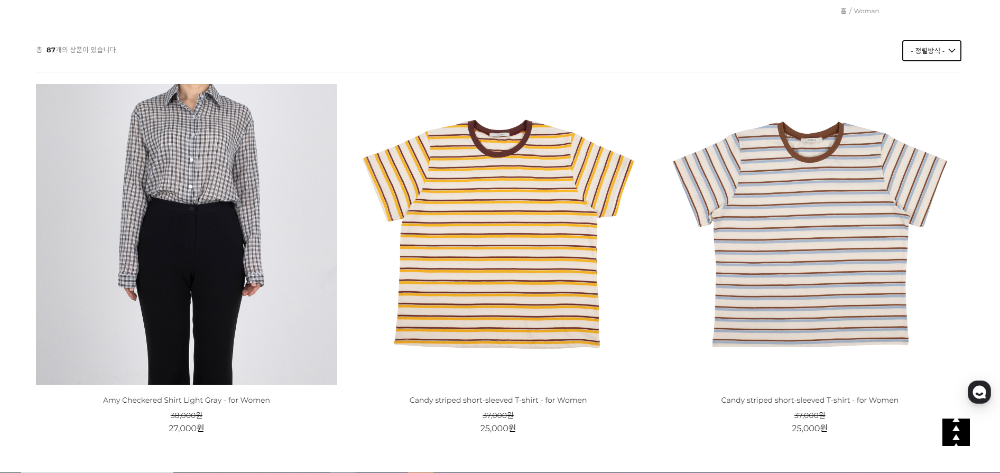 홈 / Woman
총 87개의 상품이 있습니다.
- 정렬방식 -
Amy Checkered Shirt Light Gray - for Women
38,000원
27,000원
Candy striped short-sleeved T-shirt - for Women
37,000원
25,000원
Candy striped short-sleeved T-shirt - for Women
37,000원
25,000원